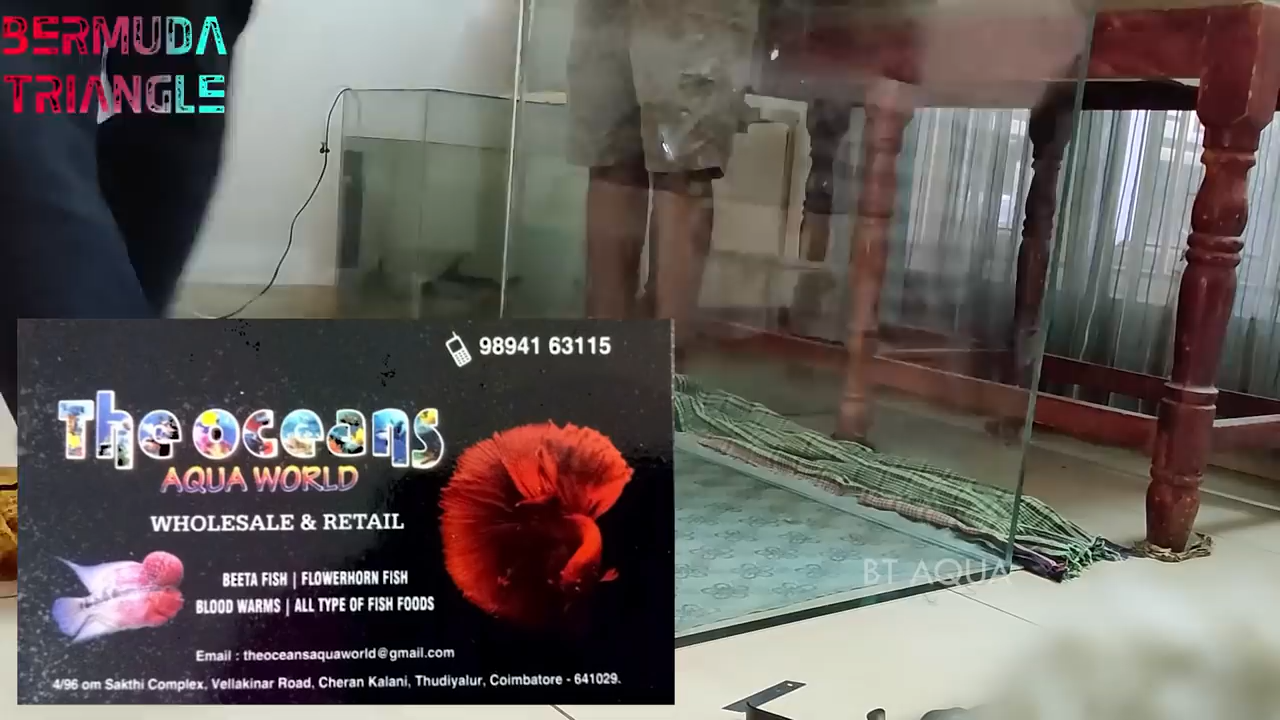 BERMUDA
TRIANGLE
98941 63115
The oceans
AQUA WORLD
WHOLESALE & RETAIL
BEETA FISH | FLOWERHORN FISH
BLOOD WARMS | ALL TYPE OF FISH FOODS
Email : theoceansaquaworld@gmail.com
4/96 om Sakthi Complex, Vellakinar Road, Cheran Kalani, Thudiyalur, Coimbatore - 641029.
BT AQUA